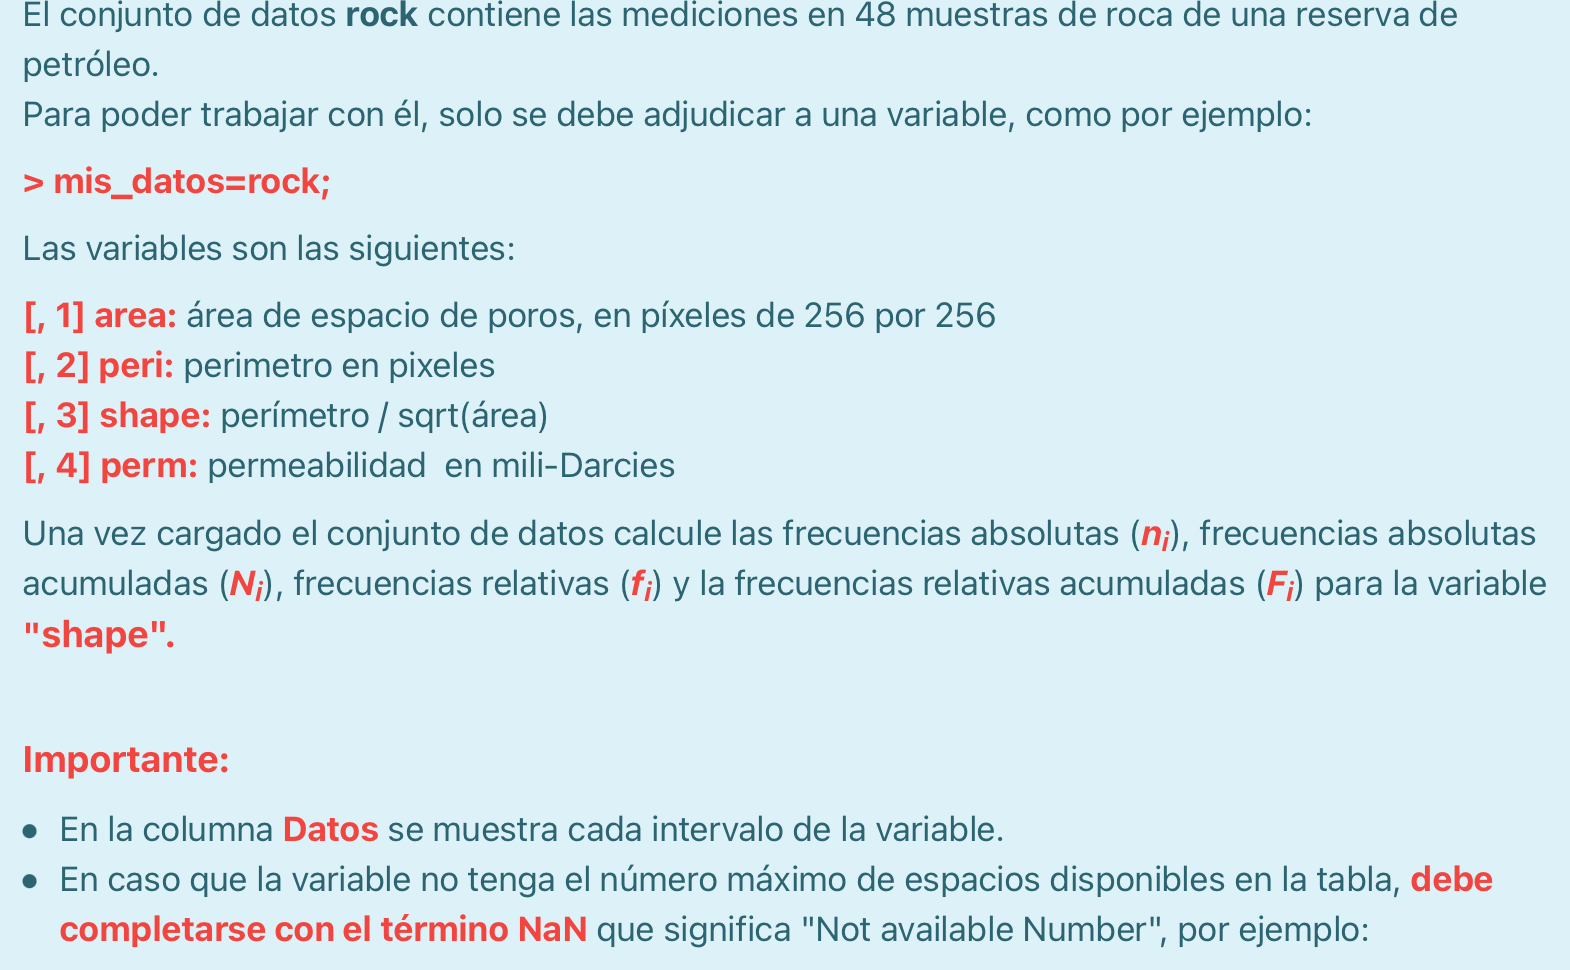 El conjunto de datos rock contiene las mediciones en 48 muestras de roca de una reserva de
petróleo.
Para poder trabajar con él, solo se debe adjudicar a una variable, como por ejemplo:
> mis_datos=rock;
Las variables son las siguientes:
[, 1] area: área de espacio de poros, en píxeles de 256 por 256
[, 2] peri: perimetro en pixeles
[, 3] shape: perímetro / sqrt(área)
[, 4] perm: permeabilidad  en mili-Darcies
Una vez cargado el conjunto de datos calcule las frecuencias absolutas (ni), frecuencias absolutas
acumuladas (Ni), frecuencias relativas (fi) y la frecuencias relativas acumuladas (Fi) para la variable
"shape".
Importante:
• En la columna Datos se muestra cada intervalo de la variable.
• En caso que la variable no tenga el número máximo de espacios disponibles en la tabla, debe
completarse con el término NaN que significa "Not available Number", por ejemplo: